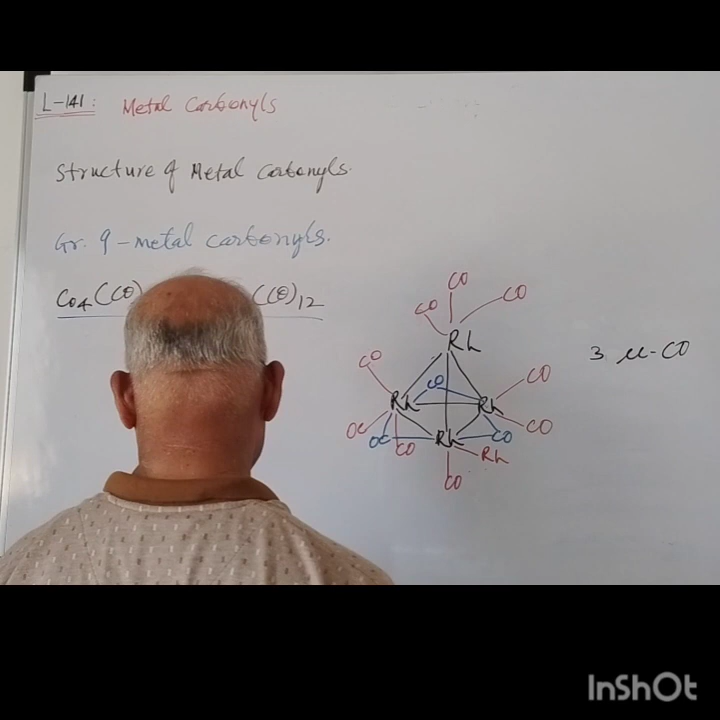 L-141: Metal Carbonyls
Structure of Metal Carbonyls.
Gr. 9-metal carbonyls.
Co4(CO) (CO)12
CO
CO CO
Rh
3 μ-CO
CO CO CO
Rh Rh
OC CO
OC Rh CO
CO Rh
CO
InShOt